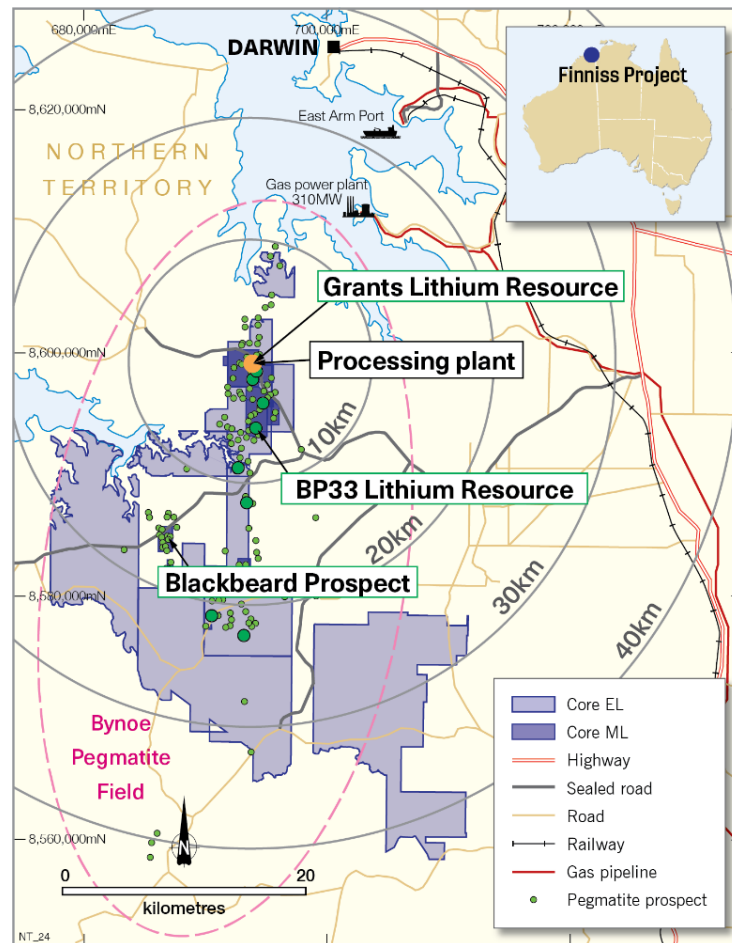 680,000mE
700,000mE
DARWIN
Finniss Project
8,620,000mN
East Arm Port
NORTHERN
TERRITORY
Gas power plant
310MW
Grants Lithium Resource
8,600,000mN
Processing plant
10km
BP33 Lithium Resource
20km
Blackbeard Prospect
30km
8,580,000mN
40km
Bynoe
Pegmatite
Field
Core EL
Core ML
Highway
Sealed road
Road
Railway
Gas pipeline
Pegmatite prospect
8,560,000mN
N
0
20
kilometres
NT_24